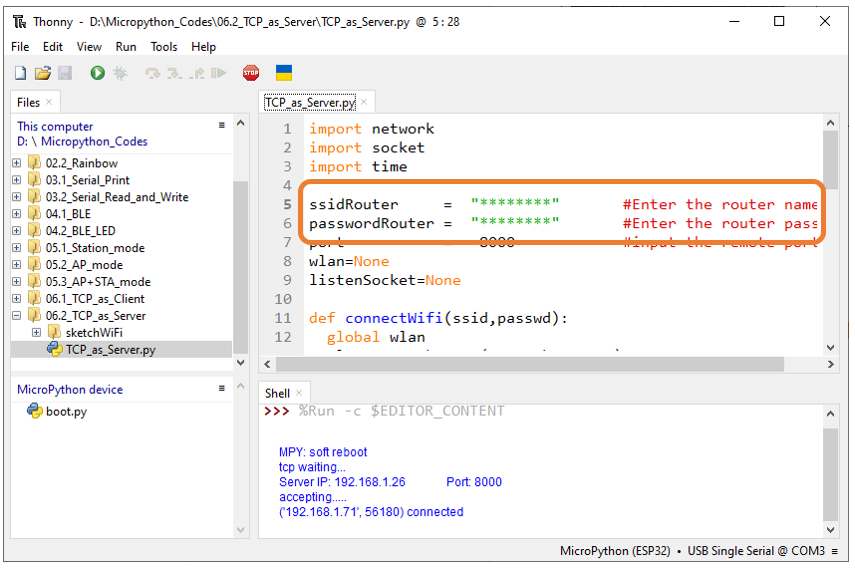 Thonny - D:\Micropython_Codes\06.2_TCP_as_Server\TCP_as_Server.py @ 5:28
File Edit View Run Tools Help
STOP
Files ×
This computer
D: \ Micropython_Codes
02.2_Rainbow
03.1_Serial_Print
03.2_Serial_Read_and_Write
04.1_BLE
04.2_BLE_LED
05.1_Station_mode
05.2_AP_mode
05.3_AP+STA_mode
06.1_TCP_as_Client
06.2_TCP_as_Server
sketchWiFi
TCP_as_Server.py
MicroPython device
boot.py
TCP_as_Server.py ×
1 import network
2 import socket
3 import time
4
5 ssidRouter = "********" #Enter the router name
6 passwordRouter = "********" #Enter the router pass
7 port = 8000 #input the remote port
8 wlan=None
9 listenSocket=None
10
11 def connectWifi(ssid,passwd):
12 global wlan
Shell ×
>>> %Run -c $EDITOR_CONTENT
MPY: soft reboot
tcp waiting...
Server IP: 192.168.1.26 Port: 8000
accepting.....
('192.168.1.71', 56180) connected
MicroPython (ESP32) • USB Single Serial @ COM3 ≡